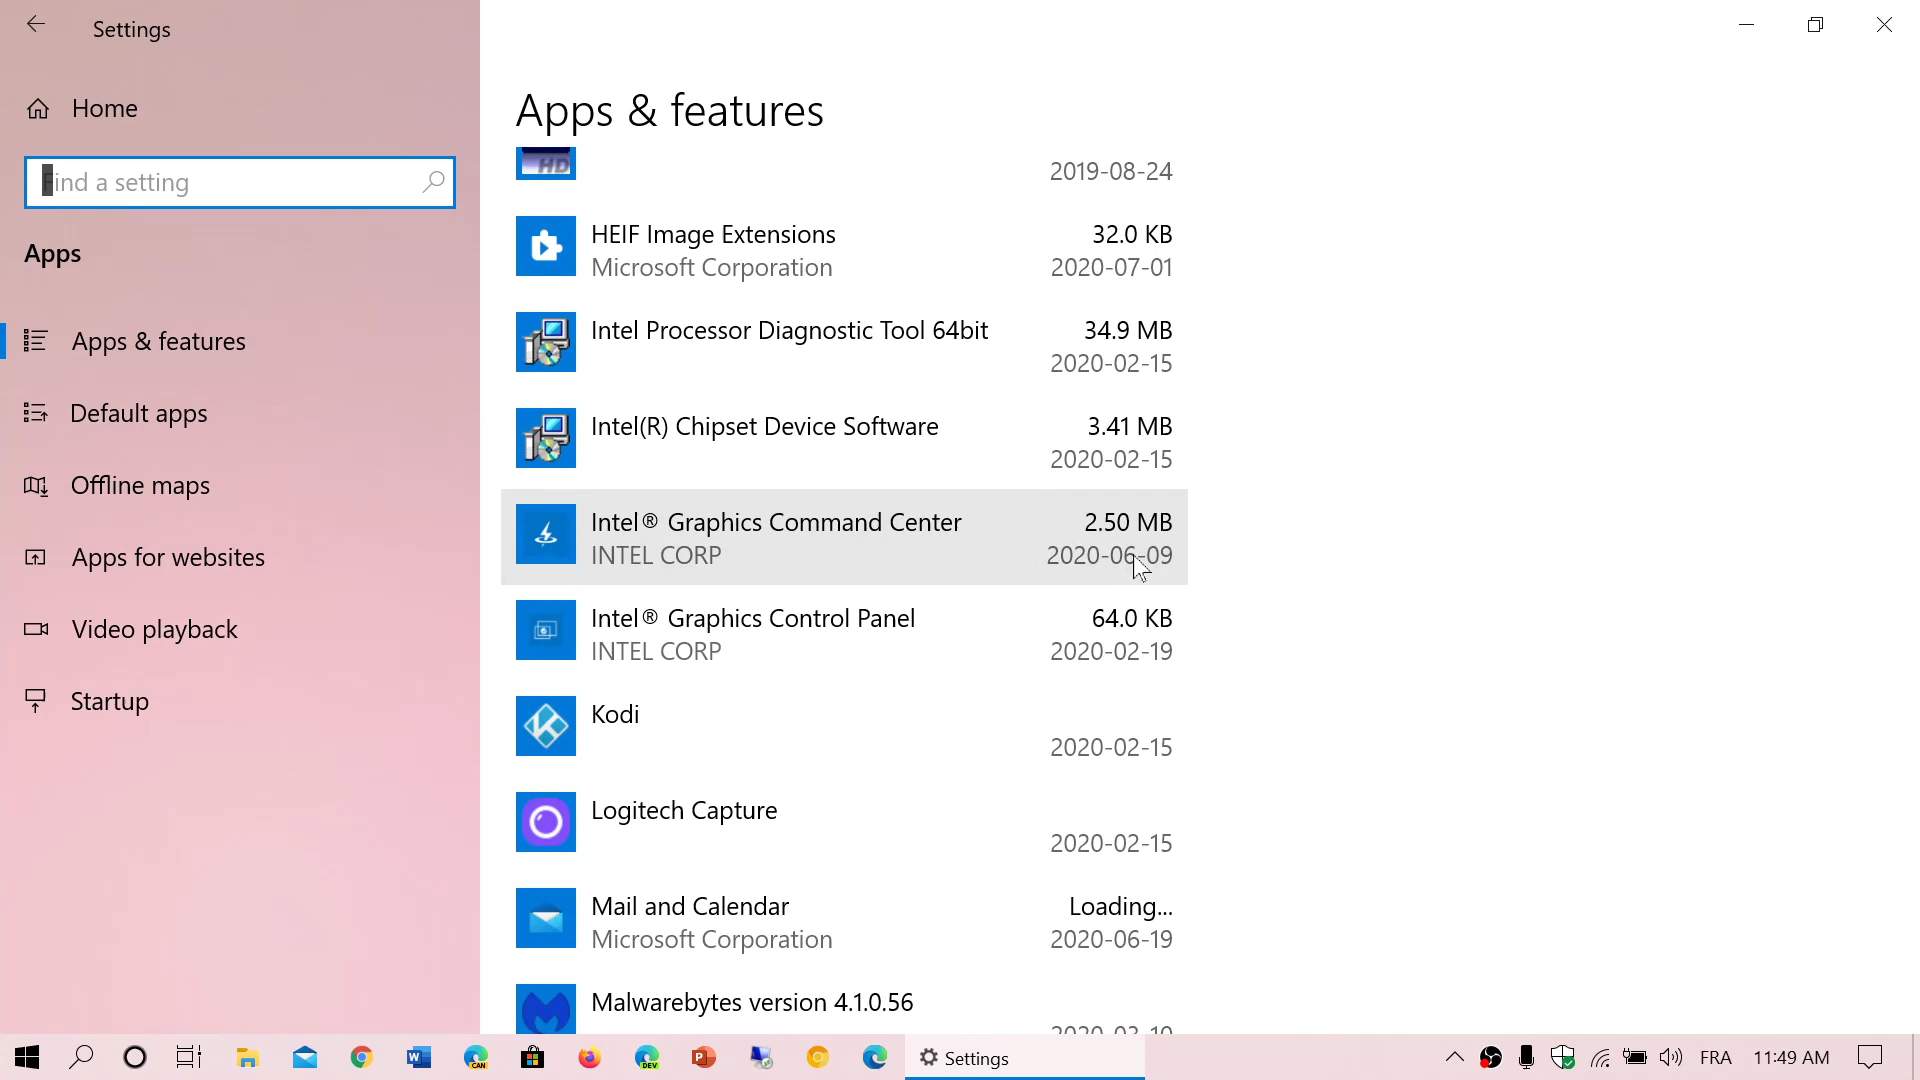 Settings
Home
Find a setting
Apps
Apps & features
Default apps
Offline maps
Apps for websites
Video playback
Startup
Apps & features
HD
2019-08-24
HEIF Image Extensions 32.0 KB
Microsoft Corporation 2020-07-01
Intel Processor Diagnostic Tool 64bit 34.9 MB
2020-02-15
Intel(R) Chipset Device Software 3.41 MB
2020-02-15
Intel® Graphics Command Center 2.50 MB
INTEL CORP 2020-06-09
Intel® Graphics Control Panel 64.0 KB
INTEL CORP 2020-02-19
Kodi
2020-02-15
Logitech Capture
2020-02-15
Mail and Calendar Loading...
Microsoft Corporation 2020-06-19
Malwarebytes version 4.1.0.56
CAN DEV Settings FRA 11:49 AM